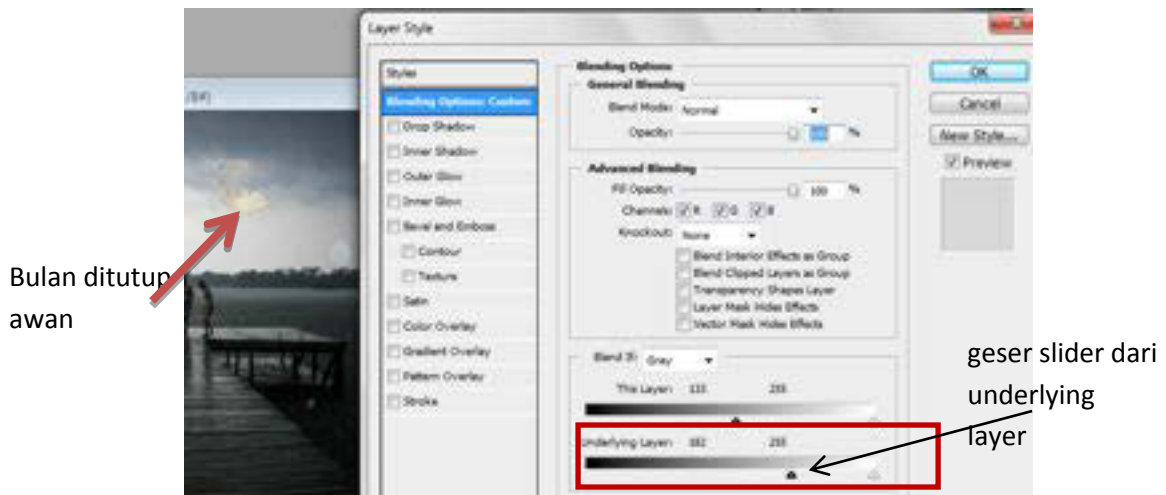 Layer Style
Styles
Blending Options: Custom
Drop Shadow
Inner Shadow
Outer Glow
Inner Glow
Bevel and Emboss
Contour
Texture
Satin
Color Overlay
Gradient Overlay
Pattern Overlay
Stroke
Blending Options
General Blending
Blend Mode: Normal
Opacity: %
Advanced Blending
Fill Opacity: 100 %
Channels: R G B
Knockout: None
Blend Interior Effects as Group
Blend Clipped Layers as Group
Transparency Shapes Layer
Layer Mask Hides Effects
Vector Mask Hides Effects
Blend If: Gray
This Layer: 255
Underlying Layer: 255
OK
Cancel
New Style...
Preview
Bulan ditutup
awan
geser slider dari
underlying
layer